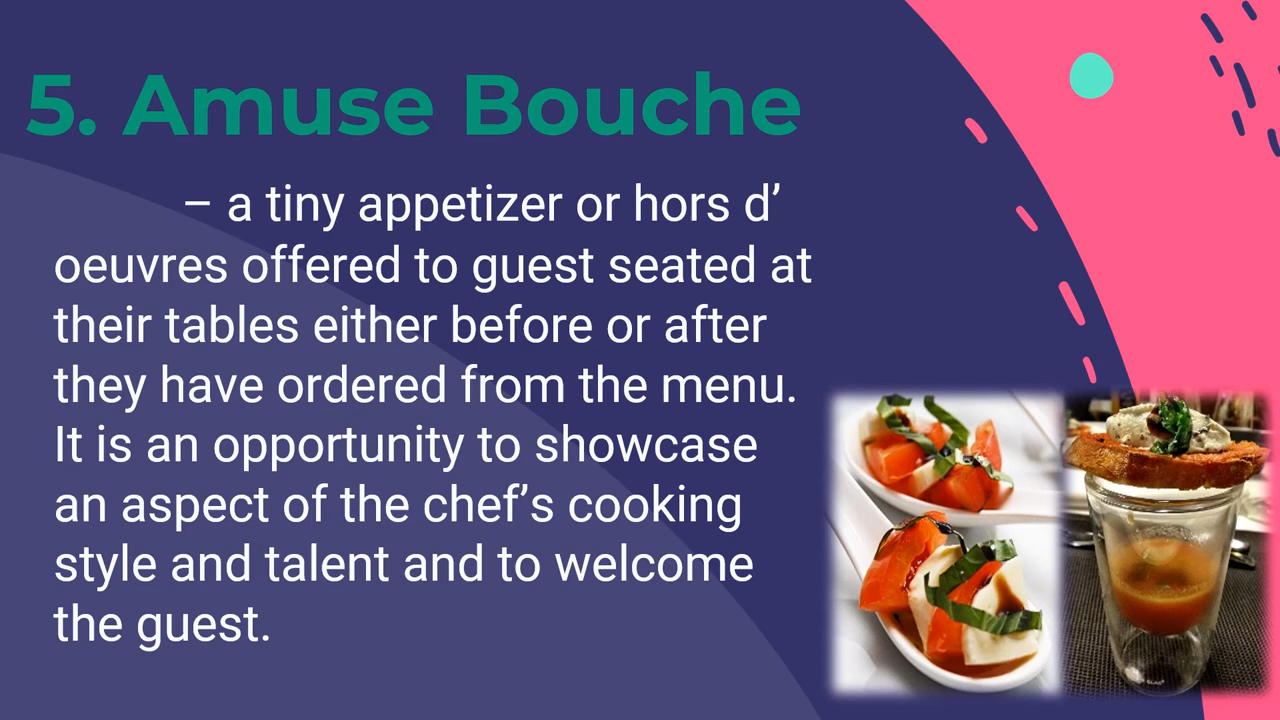 5. Amuse Bouche
– a tiny appetizer or hors d’
oeuvres offered to guest seated at
their tables either before or after
they have ordered from the menu.
It is an opportunity to showcase
an aspect of the chef’s cooking
style and talent and to welcome
the guest.